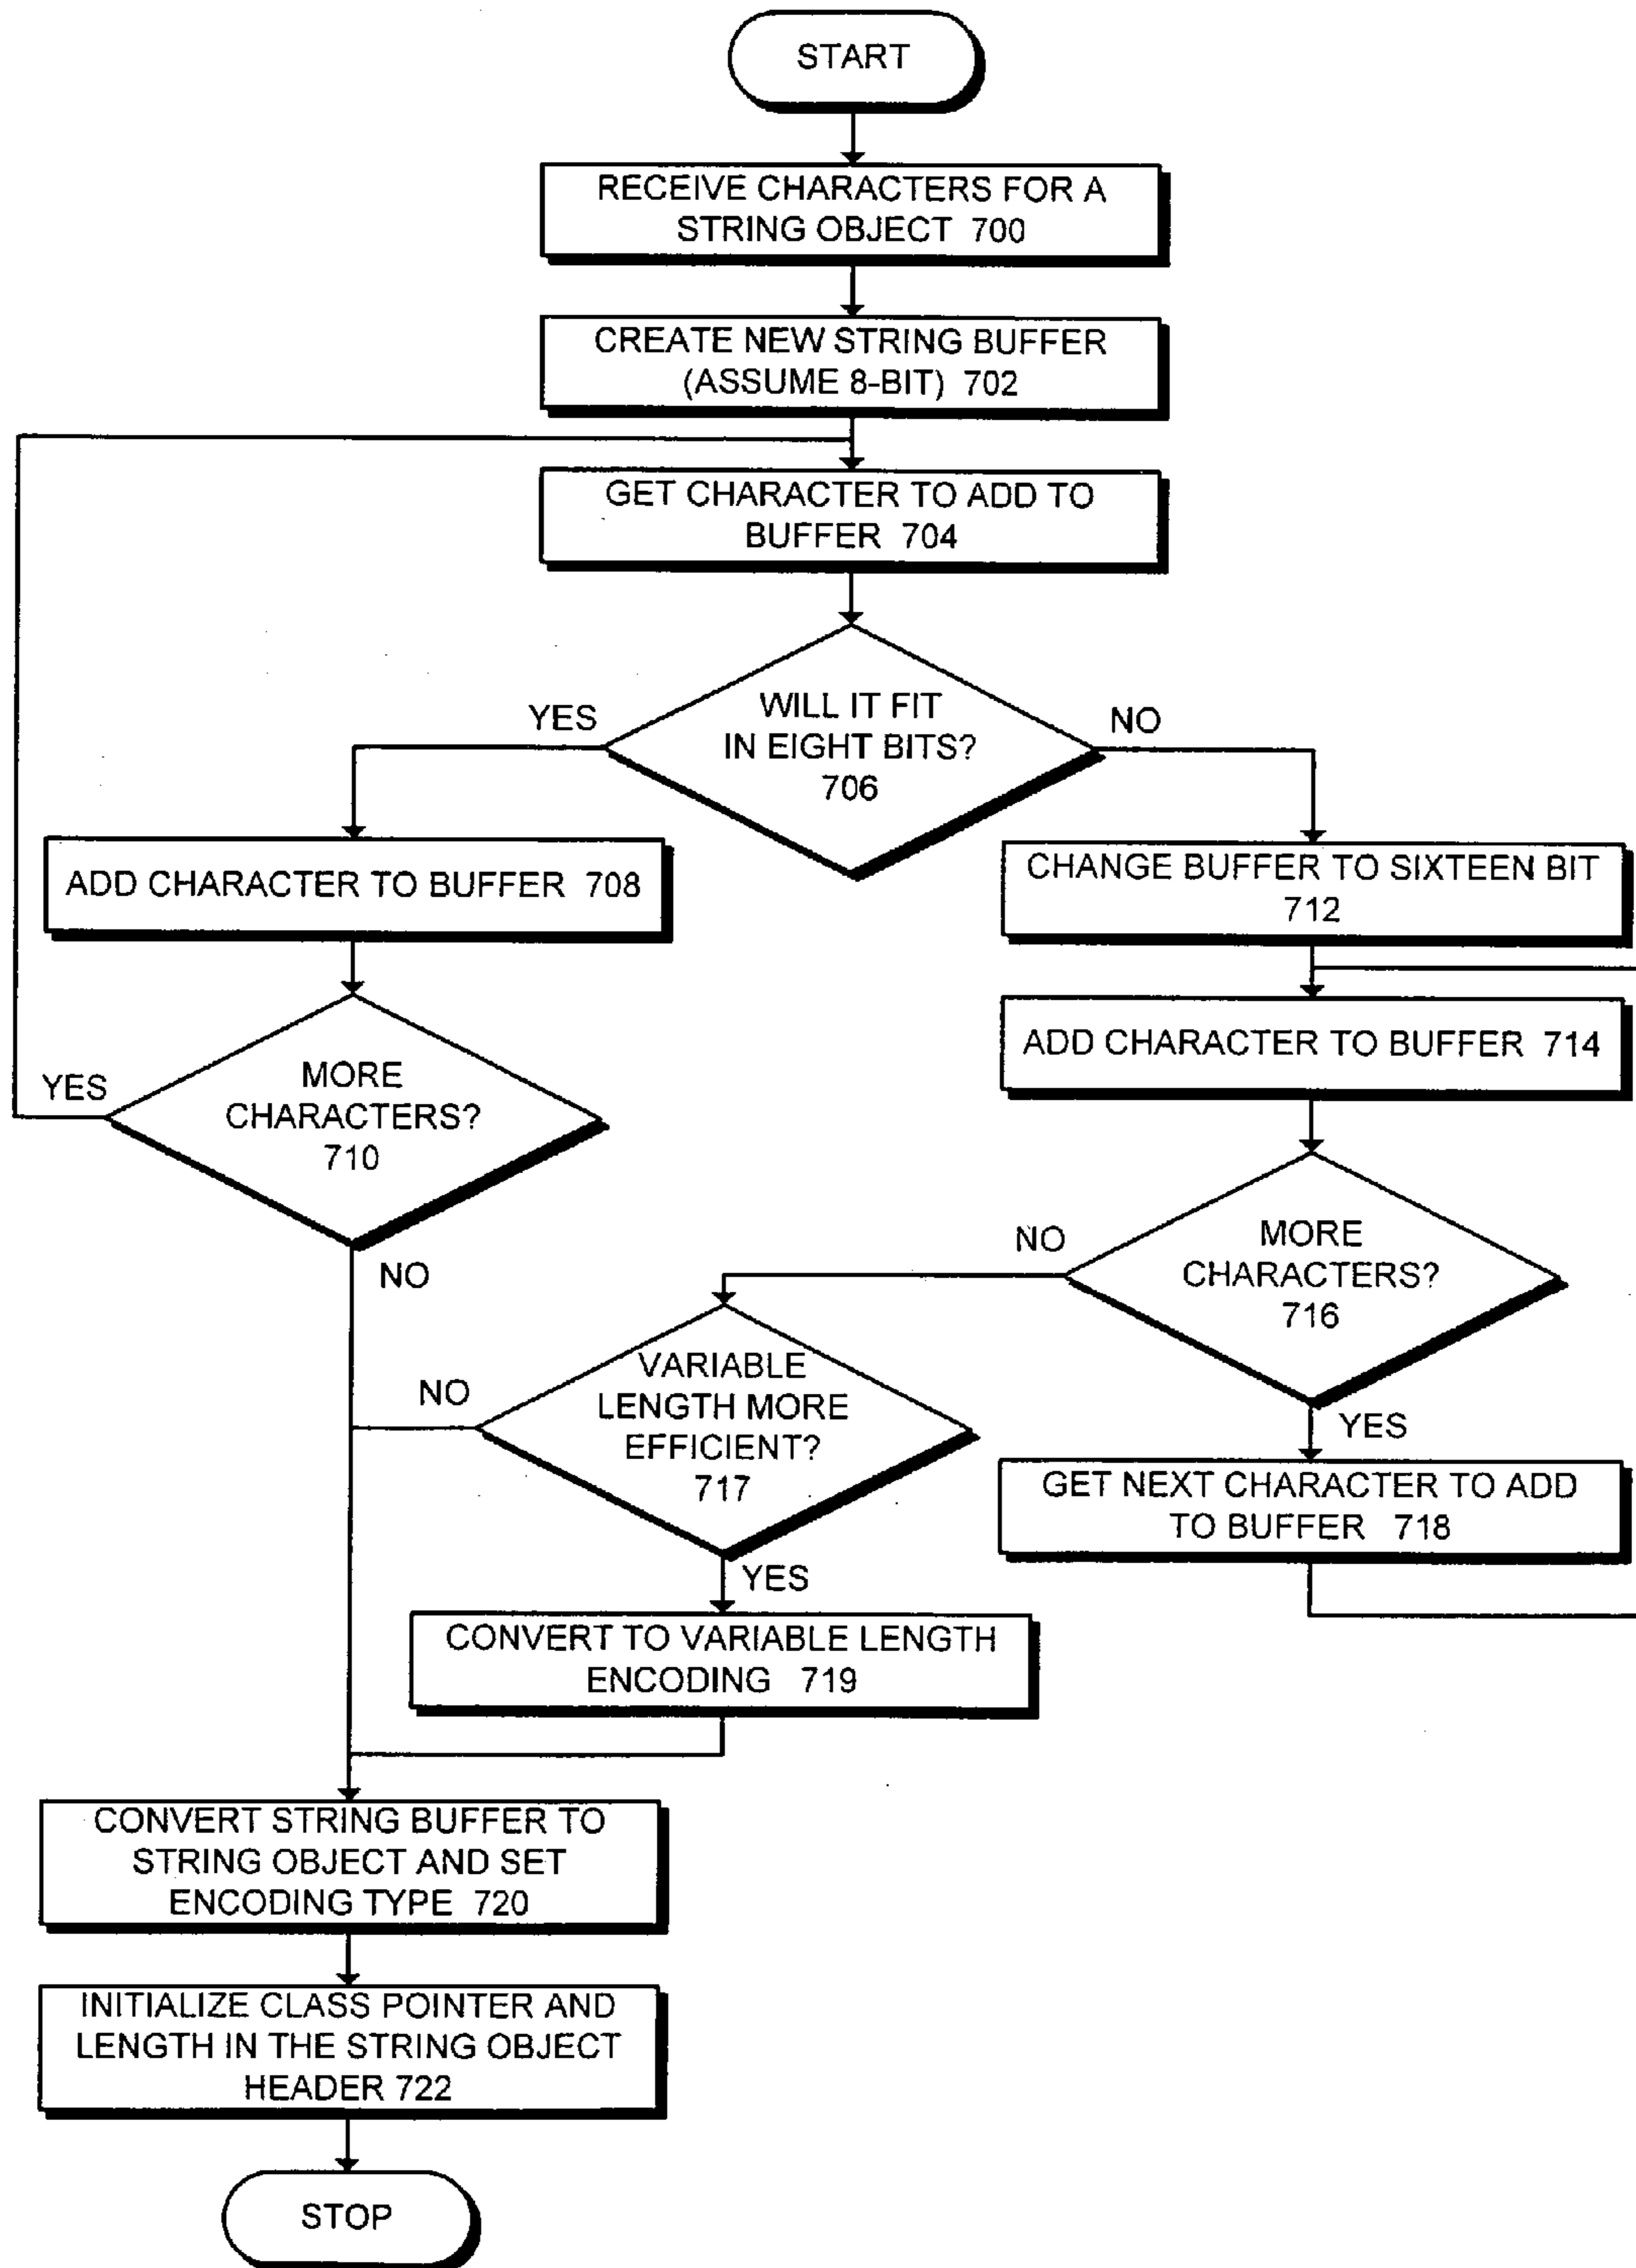 START
RECEIVE CHARACTERS FOR A
STRING OBJECT 700
CREATE NEW STRING BUFFER
(ASSUME 8-BIT) 702
GET CHARACTER TO ADD TO
BUFFER 704
WILL IT FIT
IN EIGHT BITS?
706
YES
NO
ADD CHARACTER TO BUFFER 708
CHANGE BUFFER TO SIXTEEN BIT
712
ADD CHARACTER TO BUFFER 714
MORE
CHARACTERS?
710
YES
NO
MORE
CHARACTERS?
716
NO
YES
VARIABLE
LENGTH MORE
EFFICIENT?
717
NO
YES
GET NEXT CHARACTER TO ADD
TO BUFFER 718
CONVERT TO VARIABLE LENGTH
ENCODING 719
CONVERT STRING BUFFER TO
STRING OBJECT AND SET
ENCODING TYPE 720
INITIALIZE CLASS POINTER AND
LENGTH IN THE STRING OBJECT
HEADER 722
STOP